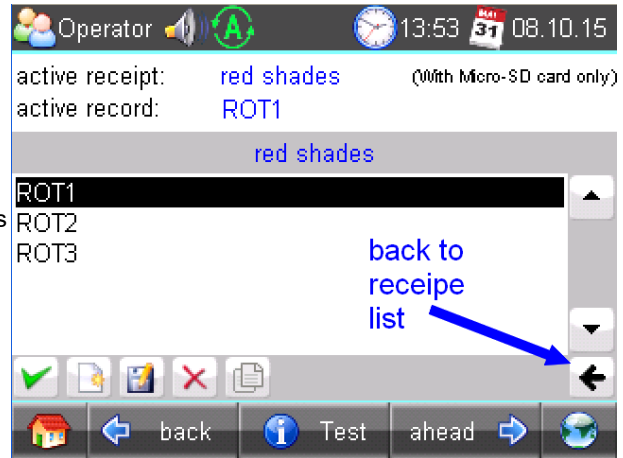 Operator A 13:53 31 08.10.15
active receipt: red shades (With Micro-SD card only)
active record: ROT1
red shades
ROT1
s ROT2
ROT3
back to
receipe
list
back Test ahead